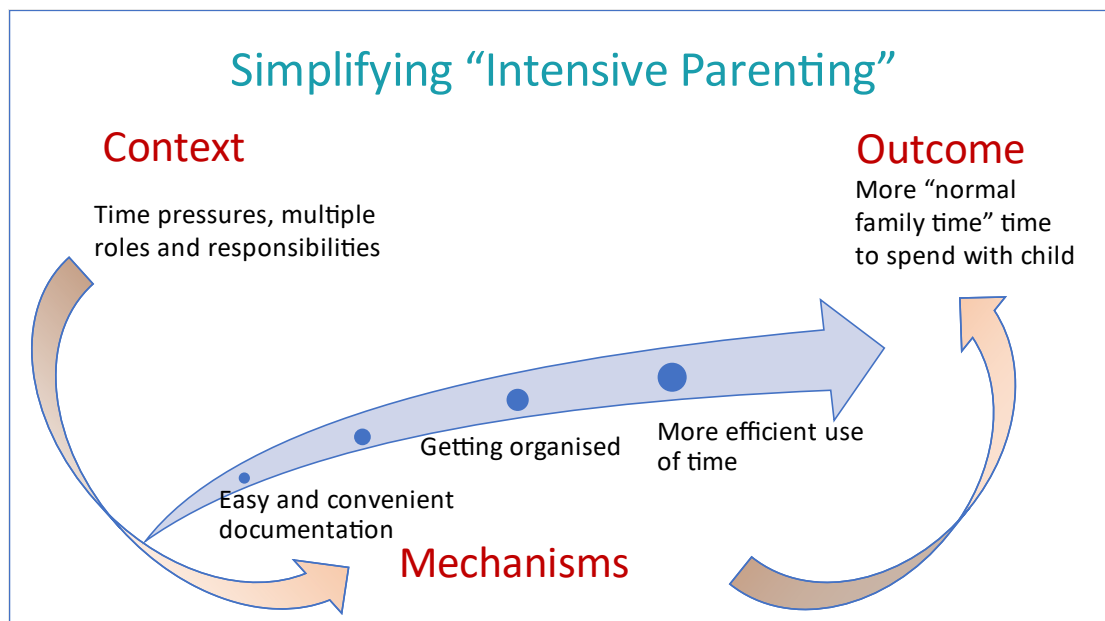 Simplifying “Intensive Parenting”
Context
Time pressures, multiple
roles and responsibilities
Outcome
More “normal
family time” time
to spend with child
Easy and convenient
documentation
Getting organised
More efficient use
of time
Mechanisms